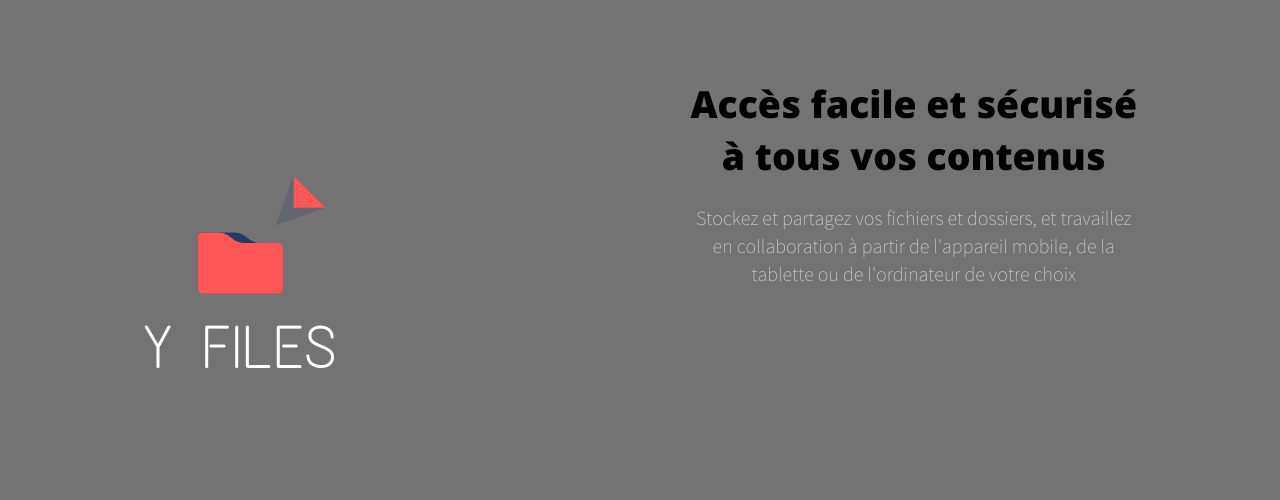 Accès facile et sécurisé
à tous vos contenus
Stockez et partagez vos fichiers et dossiers, et travaillez
en collaboration à partir de l'appareil mobile, de la
tablette ou de l'ordinateur de votre choix
Y FILES